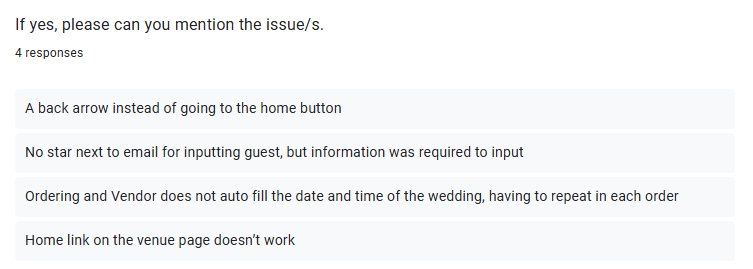 If yes, please can you mention the issue/s.
4 responses
A back arrow instead of going to the home button
No star next to email for inputting guest, but information was required to input
Ordering and Vendor does not auto fill the date and time of the wedding, having to repeat in each order
Home link on the venue page doesn't work